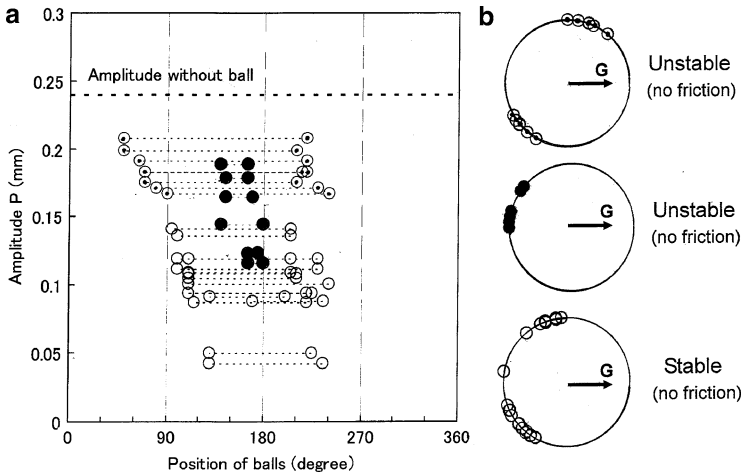 a
0.3
0.25
0.2
0.15
0.1
0.05
0
Amplitude P (mm)
Amplitude without ball
0 90 180 270 360
Position of balls (degree)
b
G
Unstable
(no friction)
G
Unstable
(no friction)
G
Stable
(no friction)